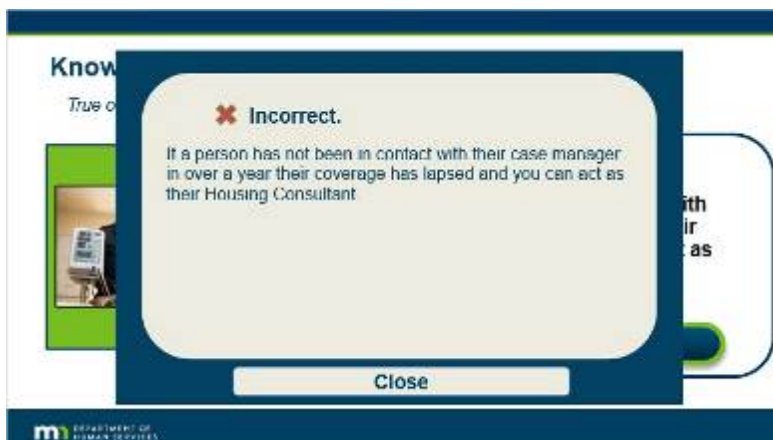 Know
True o
✖ Incorrect.
If a person has not been in contact with their case manager
in over a year their coverage has lapsed and you can act as
their Housing Consultant
ith
ir
as
Close
DEPARTMENT OF
HUMAN SERVICES